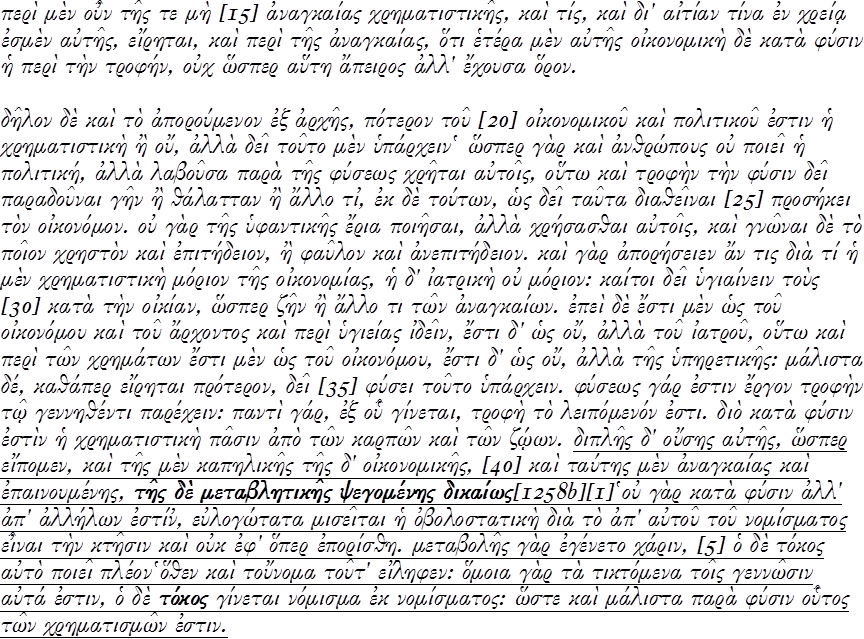 περὶ μὲν οὖν τῆς τε μὴ [15] ἀναγκαίας χρηματιστικῆς, καὶ τίς, καὶ δι' αἰτίαν τίνα ἐν χρείᾳ
ἐσμὲν αὐτῆς, εἴρηται, καὶ περὶ τῆς ἀναγκαίας, ὅτι ἑτέρα μὲν αὐτῆς οἰκονομικὴ δὲ κατὰ φύσιν
ἡ περὶ τὴν τροφήν, οὐχ ὥσπερ αὕτη ἄπειρος ἀλλ' ἔχουσα ὅρον.

δῆλον δὲ καὶ τὸ ἀπορούμενον ἐξ ἀρχῆς, πότερον τοῦ [20] οἰκονομικοῦ καὶ πολιτικοῦ ἐστιν ἡ
χρηματιστικὴ ἢ οὔ, ἀλλὰ δεῖ τοῦτο μὲν ὑπάρχειν· ὥσπερ γὰρ καὶ ἀνθρώπους οὐ ποιεῖ ἡ
πολιτική, ἀλλὰ λαβοῦσα παρὰ τῆς φύσεως χρῆται αὐτοῖς, οὕτω καὶ τροφὴν τὴν φύσιν δεῖ
παραδοῦναι γῆν ἢ θάλατταν ἢ ἄλλο τί, ἐκ δὲ τούτων, ὡς δεῖ ταῦτα διαθεῖναι [25] προσήκει
τὸν οἰκονόμον. οὐ γὰρ τῆς ὑφαντικῆς ἔρια ποιῆσαι, ἀλλὰ χρήσασθαι αὐτοῖς, καὶ γνῶναι δὲ τὸ
ποῖον χρηστὸν καὶ ἐπιτήδειον, ἢ φαῦλον καὶ ἀνεπιτήδειον. καὶ γὰρ ἀπορήσειεν ἄν τις διὰ τί ἡ
μὲν χρηματιστικὴ μόριον τῆς οἰκονομίας, ἡ δ' ἰατρικὴ οὐ μόριον: καίτοι δεῖ ὑγιαίνειν τοὺς
[30] κατὰ τὴν οἰκίαν, ὥσπερ ζῆν ἢ ἄλλο τι τῶν ἀναγκαίων. ἐπεὶ δὲ ἔστι μὲν ὡς τοῦ
οἰκονόμου καὶ τοῦ ἄρχοντος καὶ περὶ ὑγιείας ἰδεῖν, ἔστι δ' ὡς οὔ, ἀλλὰ τοῦ ἰατροῦ, οὕτω καὶ
περὶ τῶν χρημάτων ἔστι μὲν ὡς τοῦ οἰκονόμου, ἔστι δ' ὡς οὔ, ἀλλὰ τῆς ὑπηρετικῆς: μάλιστα
δέ, καθάπερ εἴρηται πρότερον, δεῖ [35] φύσει τοῦτο ὑπάρχειν. φύσεως γάρ ἐστιν ἔργον τροφὴν
τῷ γεννηθέντι παρέχειν: παντὶ γάρ, ἐξ οὗ γίνεται, τροφὴ τὸ λειπόμενόν ἐστι. διὸ κατὰ φύσιν
ἐστὶν ἡ χρηματιστικὴ πᾶσιν ἀπὸ τῶν καρπῶν καὶ τῶν ζῴων. διπλῆς δ' οὔσης αὐτῆς, ὥσπερ
εἴπομεν, καὶ τῆς μὲν καπηλικῆς τῆς δ' οἰκονομικῆς, [40] καὶ ταύτης μὲν ἀναγκαίας καὶ
ἐπαινουμένης, τῆς δὲ μεταβλητικῆς ψεγομένης δικαίως[1258b][1]·οὐ γὰρ κατὰ φύσιν ἀλλ'
ἀπ' ἀλλήλων ἐστίν, εὐλογώτατα μισεῖται ἡ ὀβολοστατικὴ διὰ τὸ ἀπ' αὐτοῦ τοῦ νομίσματος
εἶναι τὴν κτῆσιν καὶ οὐκ ἐφ' ὅπερ ἐπορίσθη. μεταβολῆς γὰρ ἐγένετο χάριν, [5] ὁ δὲ τόκος
αὐτὸ ποιεῖ πλέον·ὅθεν καὶ τοὔνομα τοῦτ' εἴληφεν: ὅμοια γὰρ τὰ τικτόμενα τοῖς γεννῶσιν
αὐτά ἐστιν, ὁ δὲ τόκος γίνεται νόμισμα ἐκ νομίσματος: ὥστε καὶ μάλιστα παρὰ φύσιν οὗτος
τῶν χρηματισμῶν ἐστιν.